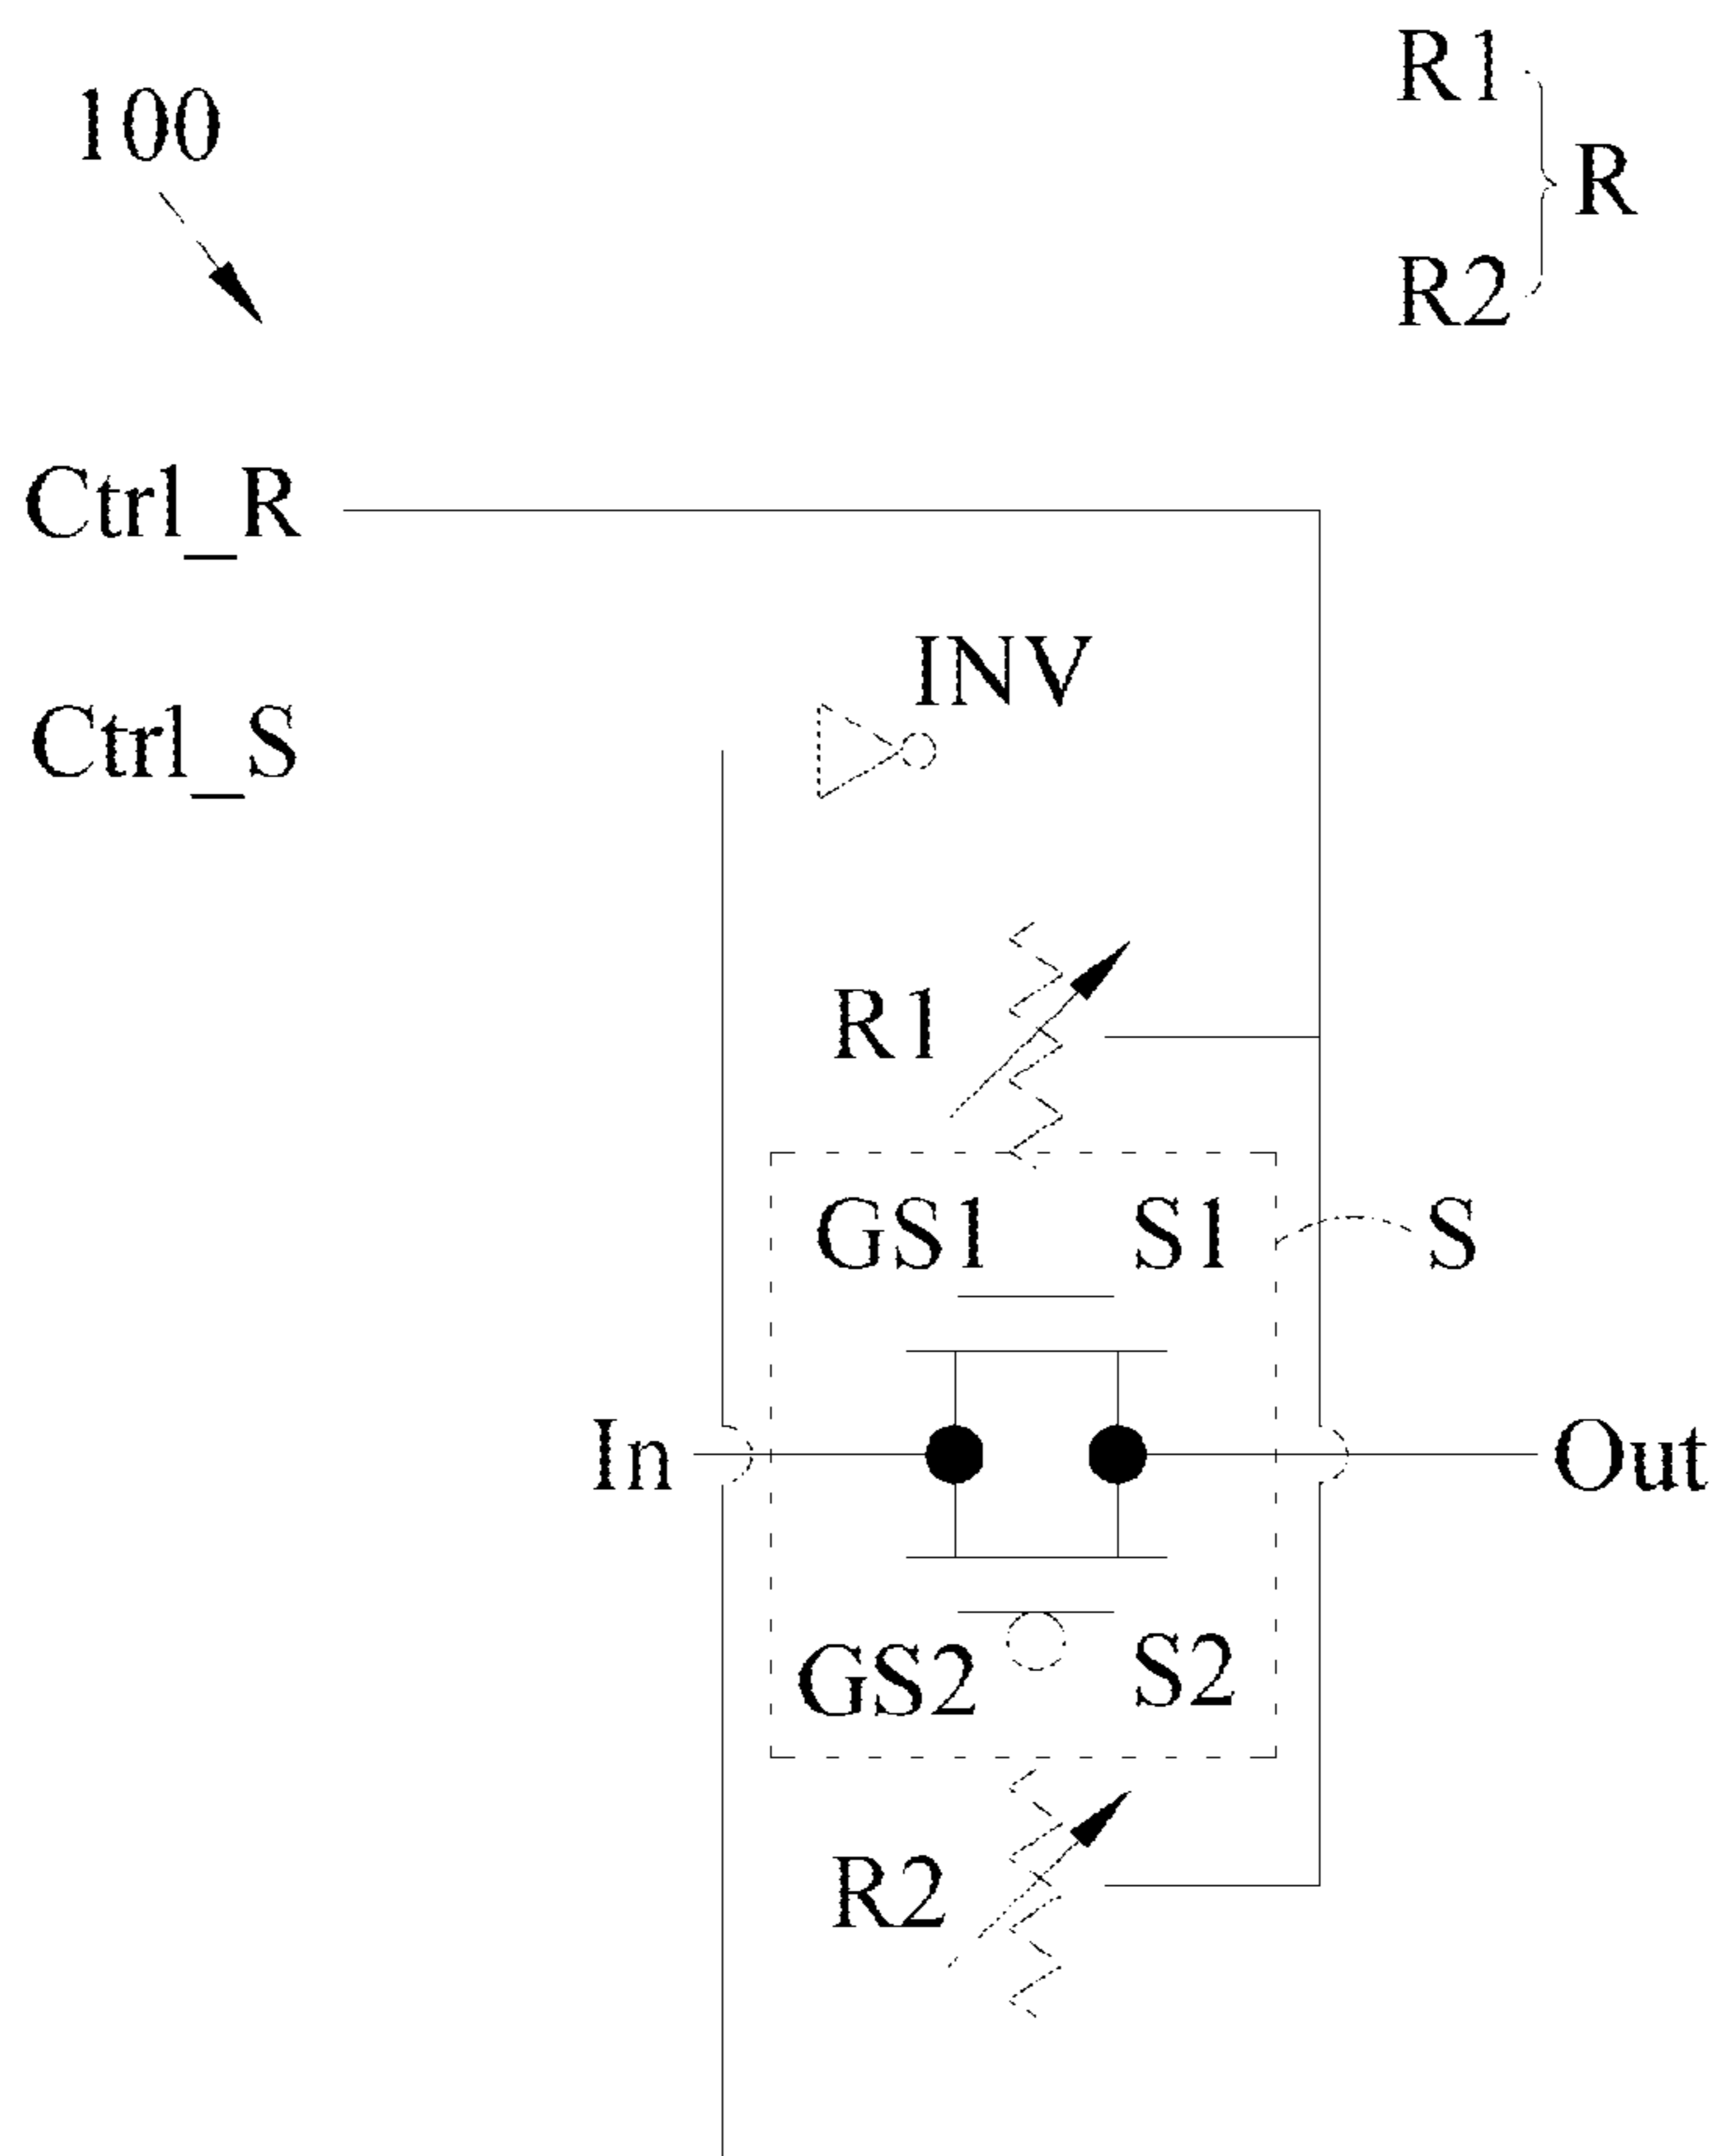 R1
100
R
R2
Ctrl_R
INV
Ctrl_S
R1
GS1 S1 S
In Out
GS2 S2
R2